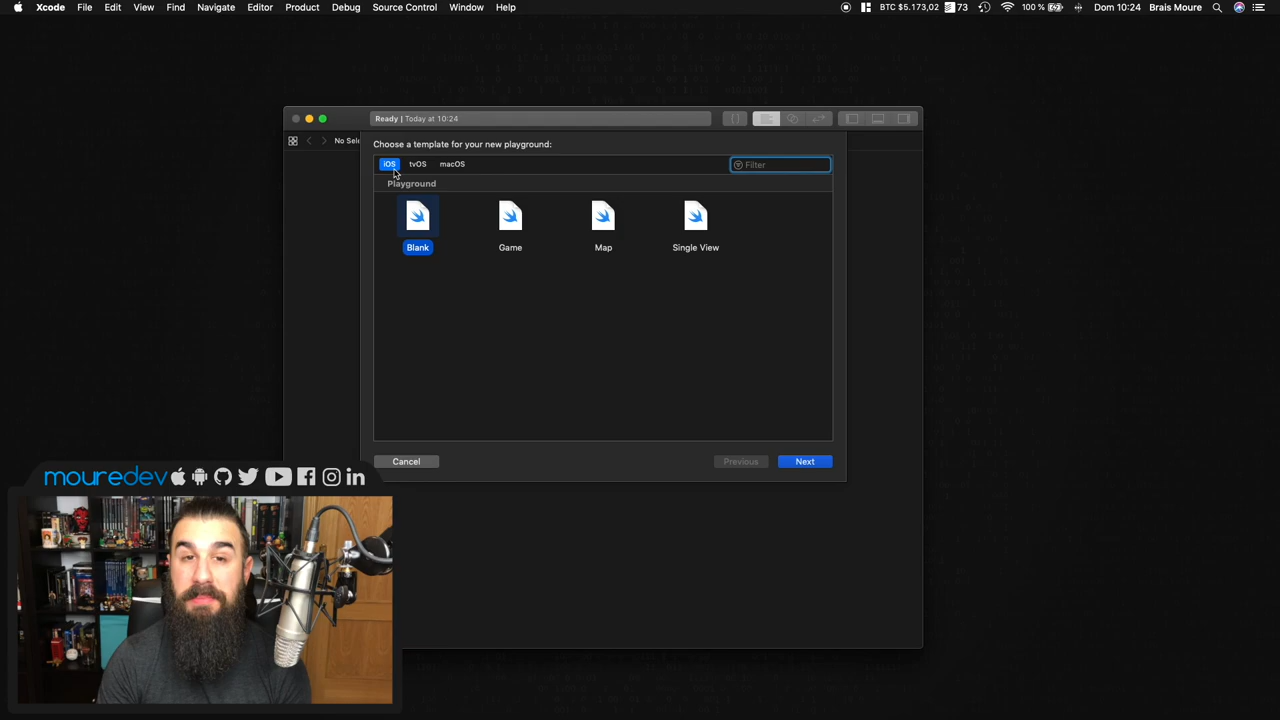 Xcode File Edit View Find Navigate Editor Product Debug Source Control Window Help BTC $5.173,02 73 100 % Dom 10:24 Brais Moure
Ready | Today at 10:24
No Sele
Choose a template for your new playground:
iOS tvOS macOS Filter
Playground
Blank Game Map Single View
Cancel Previous Next
mouredev